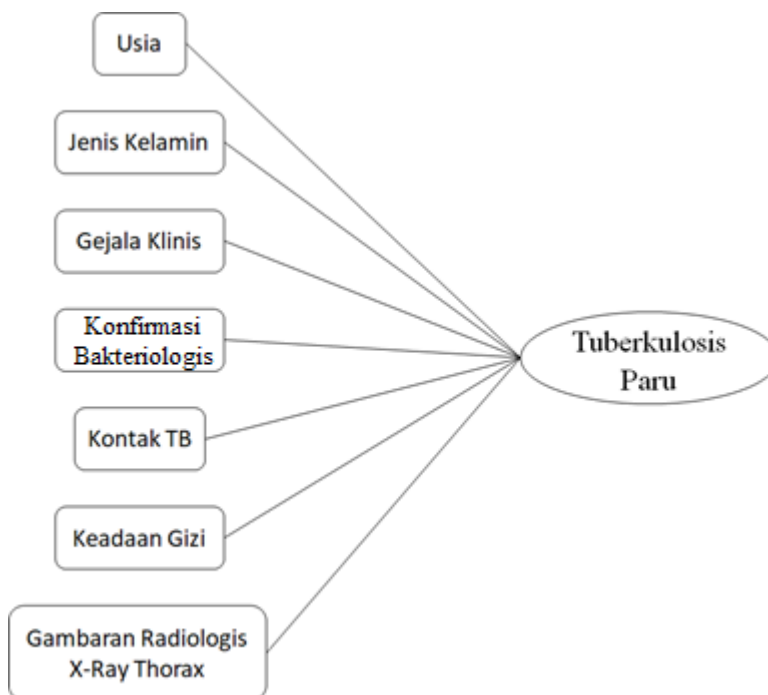 Usia
Jenis Kelamin
Gejala Klinis
Konfirmasi
Bakteriologis
Kontak TB
Keadaan Gizi
Gambaran Radiologis
X-Ray Thorax
Tuberkulosis
Paru